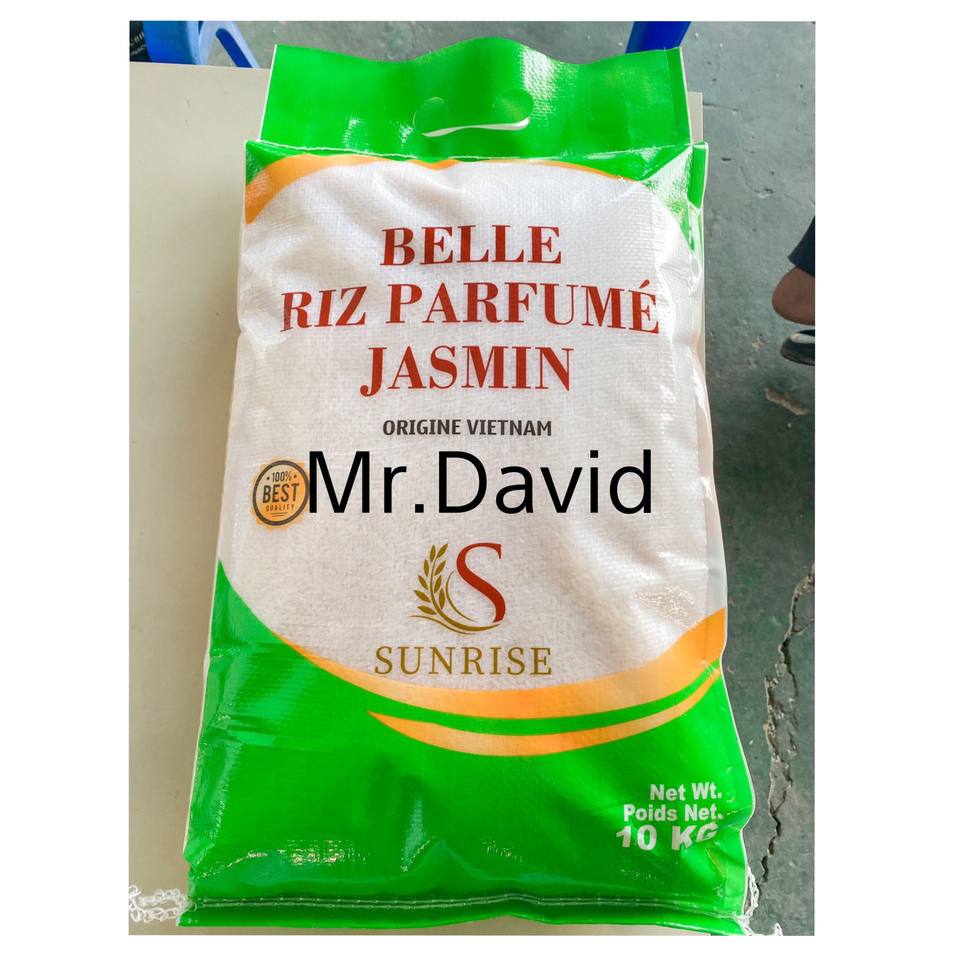 BELLE
RIZ PARFUMÉ
JASMIN
ORIGINE VIETNAM
100%
BEST
QUALITY
Mr.David
S
SUNRISE
Net Wt.
Poids Net.
10 KG